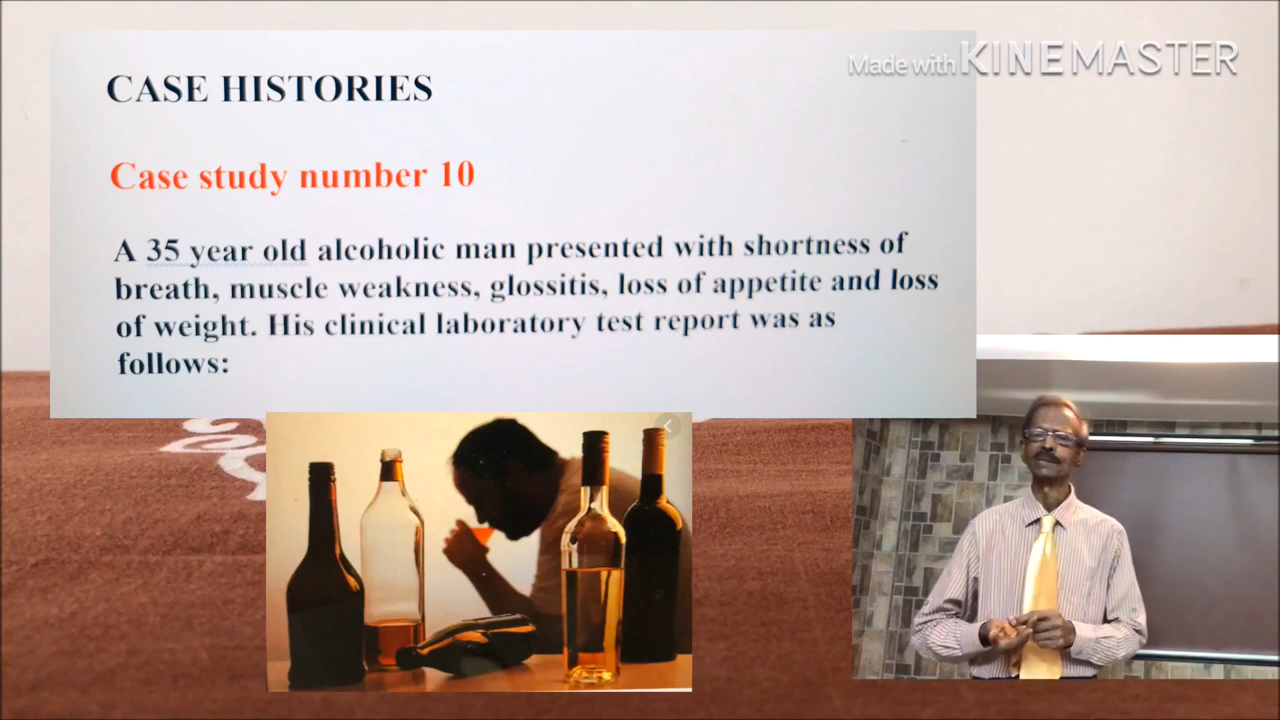 Made with KINEMASTER
CASE HISTORIES
Case study number 10
A 35 year old alcoholic man presented with shortness of
breath, muscle weakness, glossitis, loss of appetite and loss
of weight. His clinical laboratory test report was as
follows: